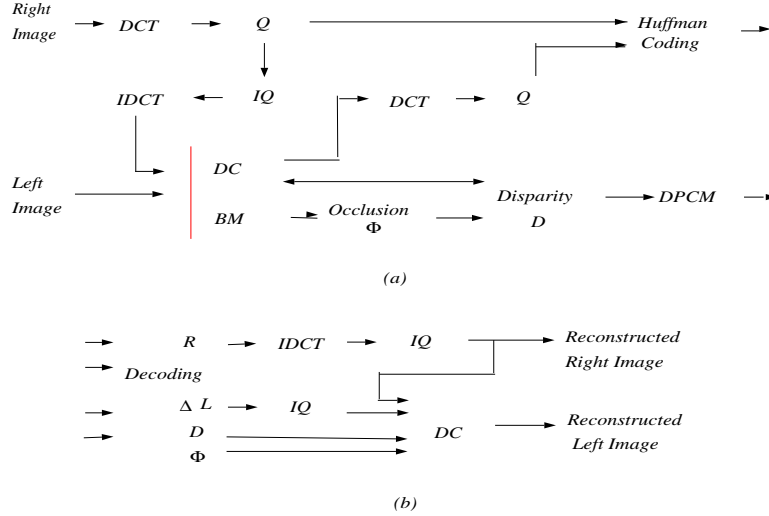 Right
Image
DCT
Q
Huffman
Coding
IDCT
IQ
DCT
Q
DC
Left
Image
BM
Occlusion
Φ
Disparity
D
DPCM
(a)
R
IDCT
IQ
Reconstructed
Right Image
Decoding
Δ L
IQ
D
Φ
DC
Reconstructed
Left Image
(b)